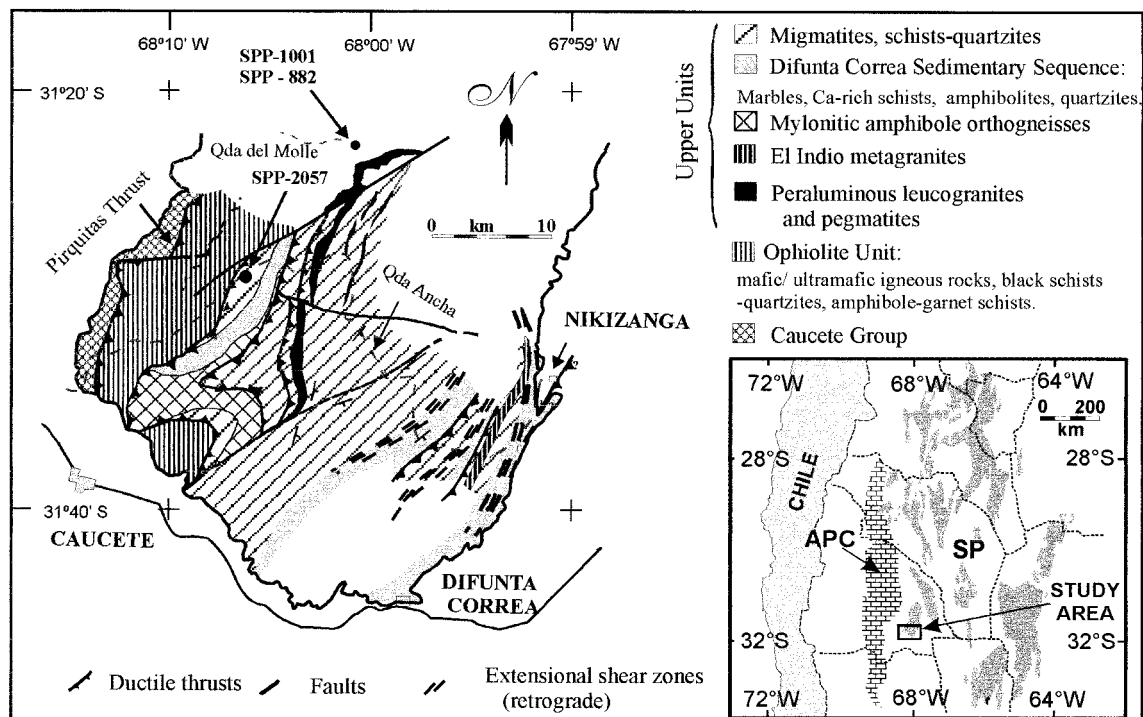 68°10' W
68°00' W
67°59' W
SPP-1001
SPP - 882
31°20' S
N
Qda del Molle
SPP-2057
Pirquitas Thrust
0 km 10
Qda Ancha
NIKIZANGA
31°40' S
CAUCETE
DIFUNTA
CORREA
Ductile thrusts
Faults
Extensional shear zones
(retrograde)
Upper Units
Migmatites, schists-quartzites
Difunta Correa Sedimentary Sequence:
Marbles, Ca-rich schists, amphibolites, quartzites,
Mylonitic amphibole orthogneisses
El Indio metagranites
Peraluminous leucogranites
and pegmatites
Ophiolite Unit:
mafic/ ultramafic igneous rocks, black schists
-quartzites, amphibole-garnet schists.
Caucete Group
72°W
68°W
64°W
0 200
km
28°S
28°S
CHILE
APC
SP
STUDY
AREA
32°S
32°S
72°W
68°W
64°W